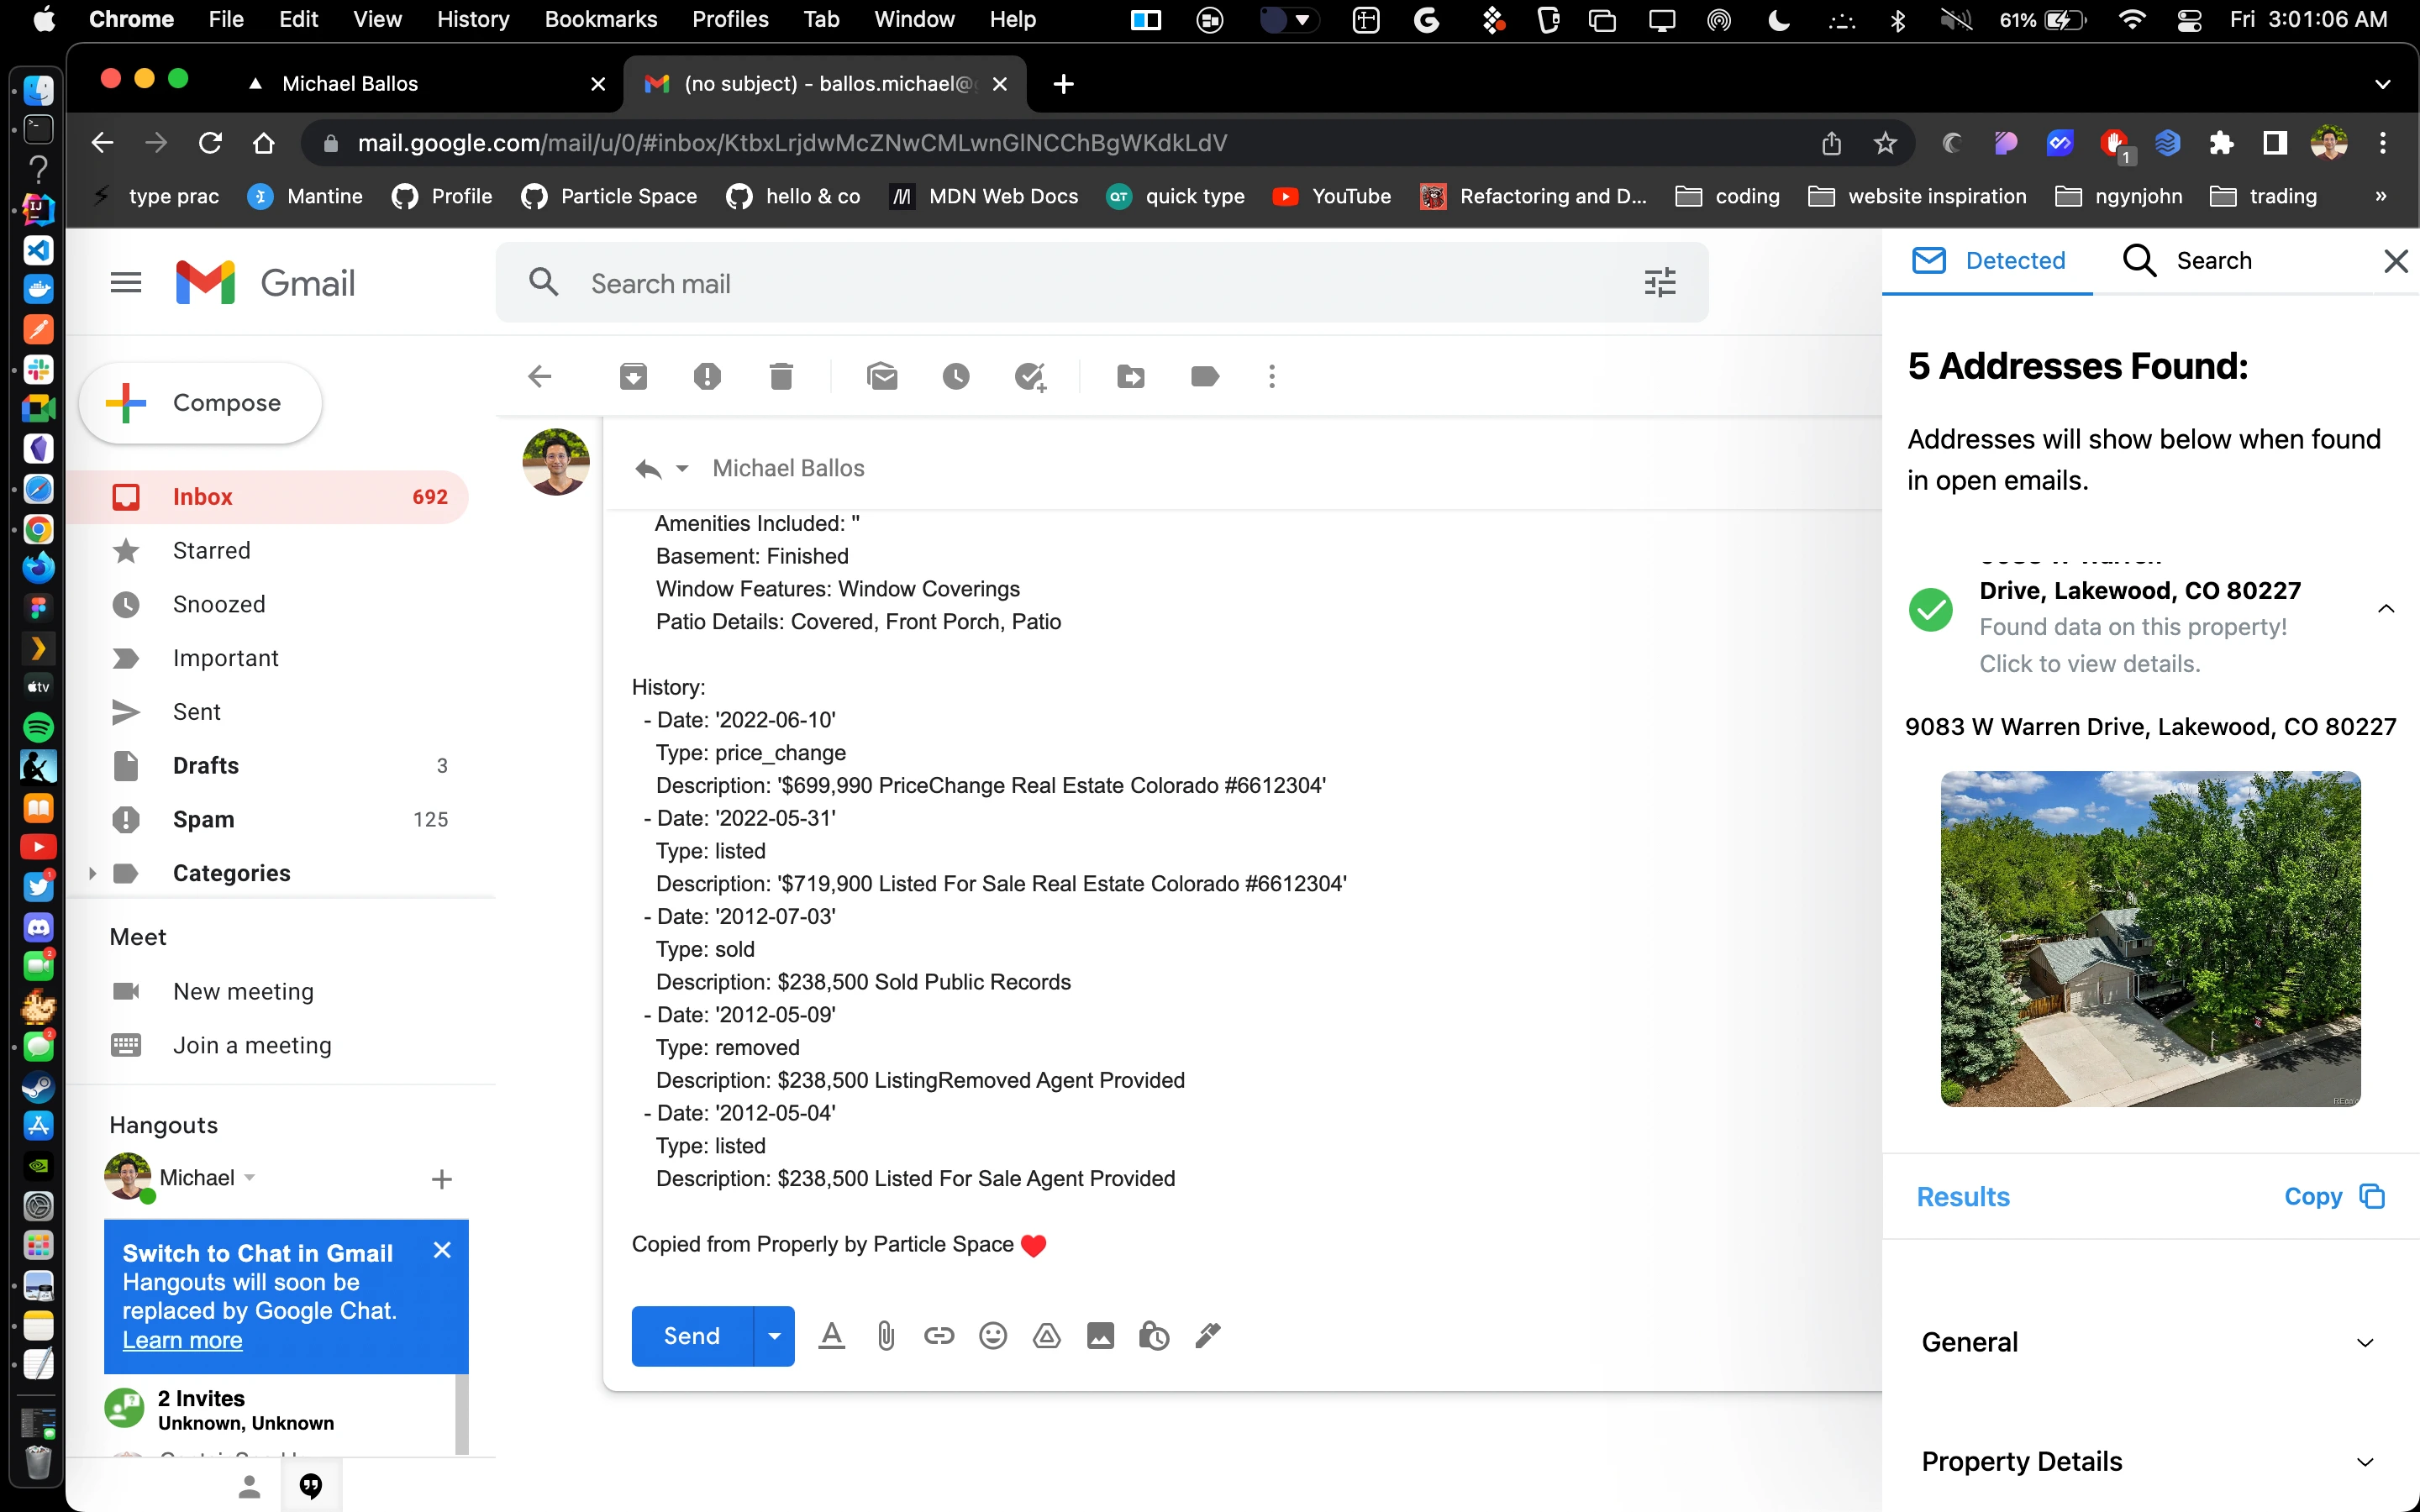 Chrome File Edit View History Bookmarks Profiles Tab Window Help 61% Fri 3:01:06 AM
Michael Ballos
(no subject) - ballos.michael@
mail.google.com/mail/u/0/#inbox/KtbxLrjdwMcZNwCMLwnGlNCChBgWKdkLdV
1
type prac Mantine Profile Particle Space hello & co MDN Web Docs QT quick type YouTube Refactoring and D... coding website inspiration ngynjohn trading »
Gmail
Search mail
Compose
Inbox 692
Starred
Snoozed
Important
Sent
Drafts 3
Spam 125
Categories
Meet
New meeting
Join a meeting
Hangouts
Michael
Switch to Chat in Gmail
Hangouts will soon be
replaced by Google Chat.
Learn more
2 Invites
Unknown, Unknown
Michael Ballos
Amenities Included: ''
Basement: Finished
Window Features: Window Coverings
Patio Details: Covered, Front Porch, Patio
History:
- Date: '2022-06-10'
Type: price_change
Description: '$699,990 PriceChange Real Estate Colorado #6612304'
- Date: '2022-05-31'
Type: listed
Description: '$719,900 Listed For Sale Real Estate Colorado #6612304'
- Date: '2012-07-03'
Type: sold
Description: $238,500 Sold Public Records
- Date: '2012-05-09'
Type: removed
Description: $238,500 ListingRemoved Agent Provided
- Date: '2012-05-04'
Type: listed
Description: $238,500 Listed For Sale Agent Provided
Copied from Properly by Particle Space ❤️
Send
Detected
Search
5 Addresses Found:
Addresses will show below when found
in open emails.
Drive, Lakewood, CO 80227
Found data on this property!
Click to view details.
9083 W Warren Drive, Lakewood, CO 80227
Results
Copy
General
Property Details